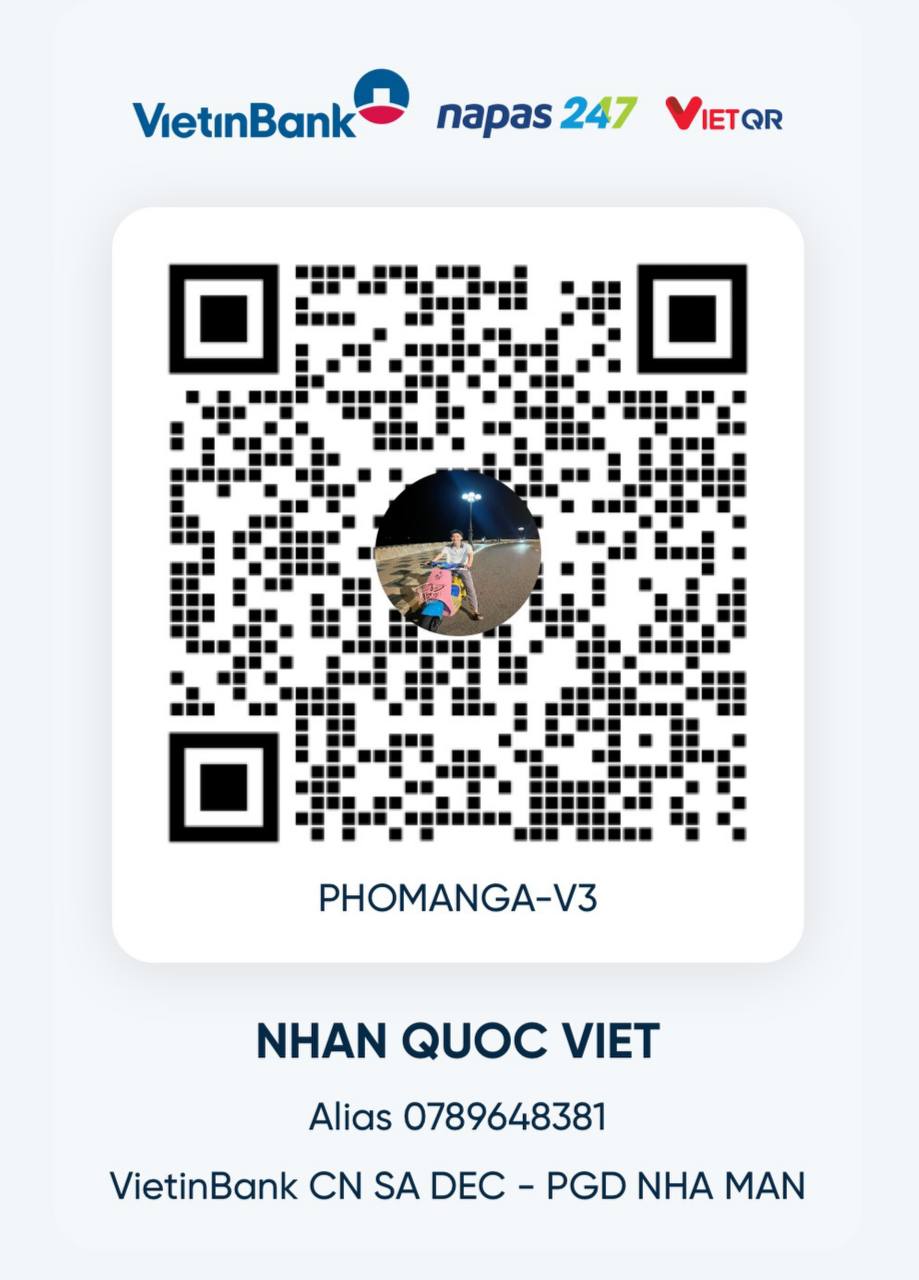 VietinBank napas 247 VIETQR
PHOMANGA-V3
NHAN QUOC VIET
Alias 0789648381
VietinBank CN SA DEC - PGD NHA MAN